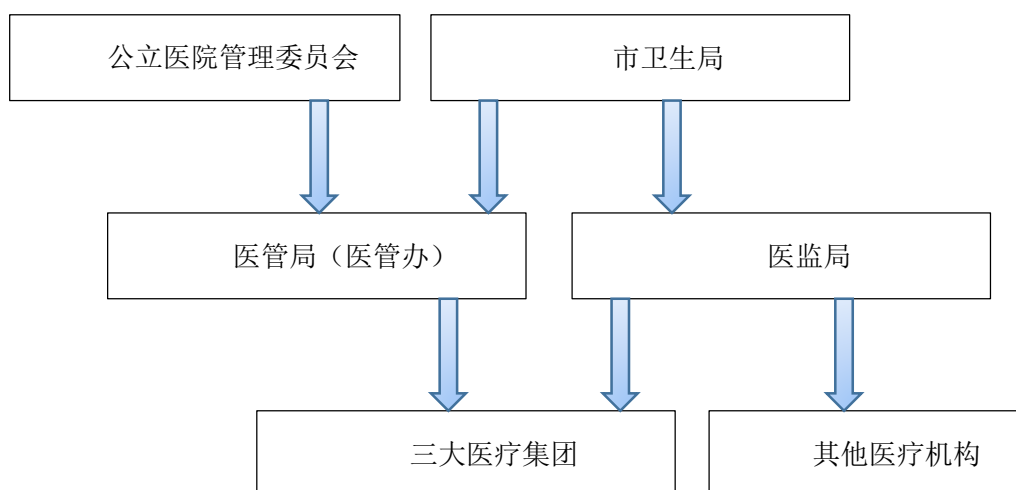 公立医院管理委员会
市卫生局
医管局（医管办）
医监局
三大医疗集团
其他医疗机构